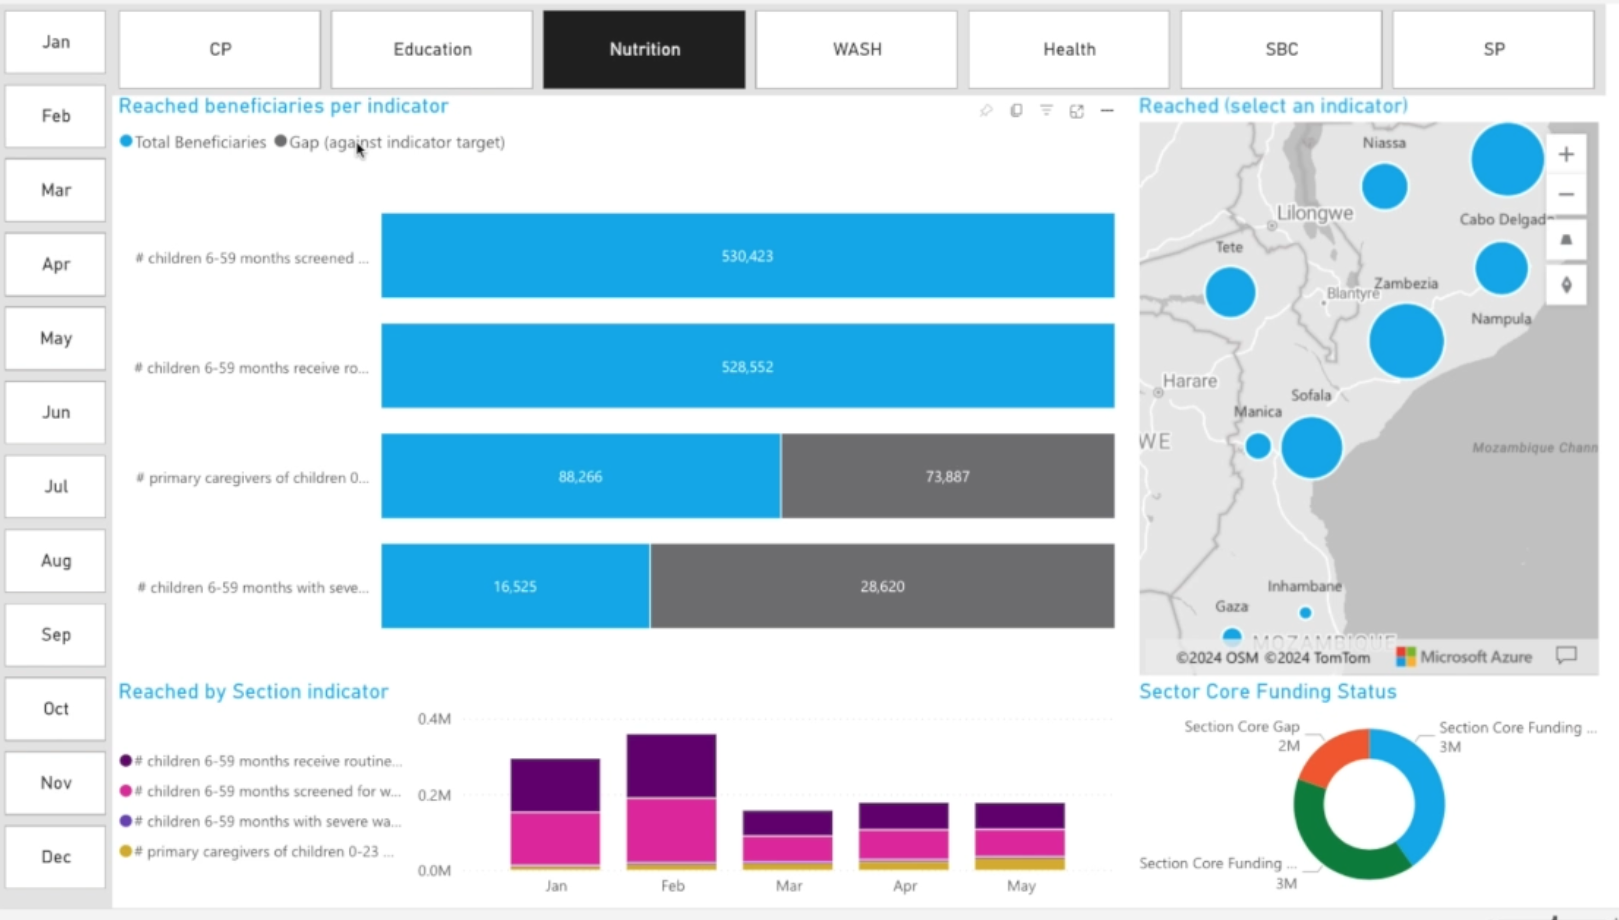 Jan
Feb
Mar
Apr
May
Jun
Jul
Aug
Sep
Oct
Nov
Dec
CP
Education
Nutrition
WASH
Health
SBC
SP
Reached beneficiaries per indicator
Total Beneficiaries
Gap (against indicator target)
# children 6-59 months screened ...
530,423
# children 6-59 months receive ro...
528,552
# primary caregivers of children 0...
88,266
73,887
# children 6-59 months with seve...
16,525
28,620
Reached (select an indicator)
Niassa
Lilongwe
Cabo Delgado
Tete
Zambezia
Blantyre
Nampula
Harare
Sofala
Manica
WE
Mozambique Chann
Inhambane
Gaza
MOZAMBIQUE
©2024 OSM ©2024 TomTom
Microsoft Azure
Reached by Section indicator
# children 6-59 months receive routine...
# children 6-59 months screened for w...
# children 6-59 months with severe wa...
# primary caregivers of children 0-23 ...
0.4M
0.2M
0.0M
Jan
Feb
Mar
Apr
May
Sector Core Funding Status
Section Core Gap
2M
Section Core Funding ...
3M
Section Core Funding ...
3M